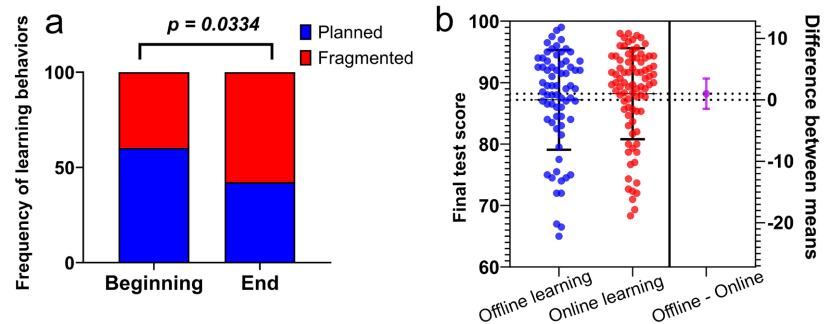 a
p = 0.0334
Planned
Fragmented
Frequency of learning behaviors
100
50
0
Beginning
End
b
Final test score
100
90
80
70
60
10
0
-10
-20
Difference between means
Offline learning
Online learning
Offline - Online